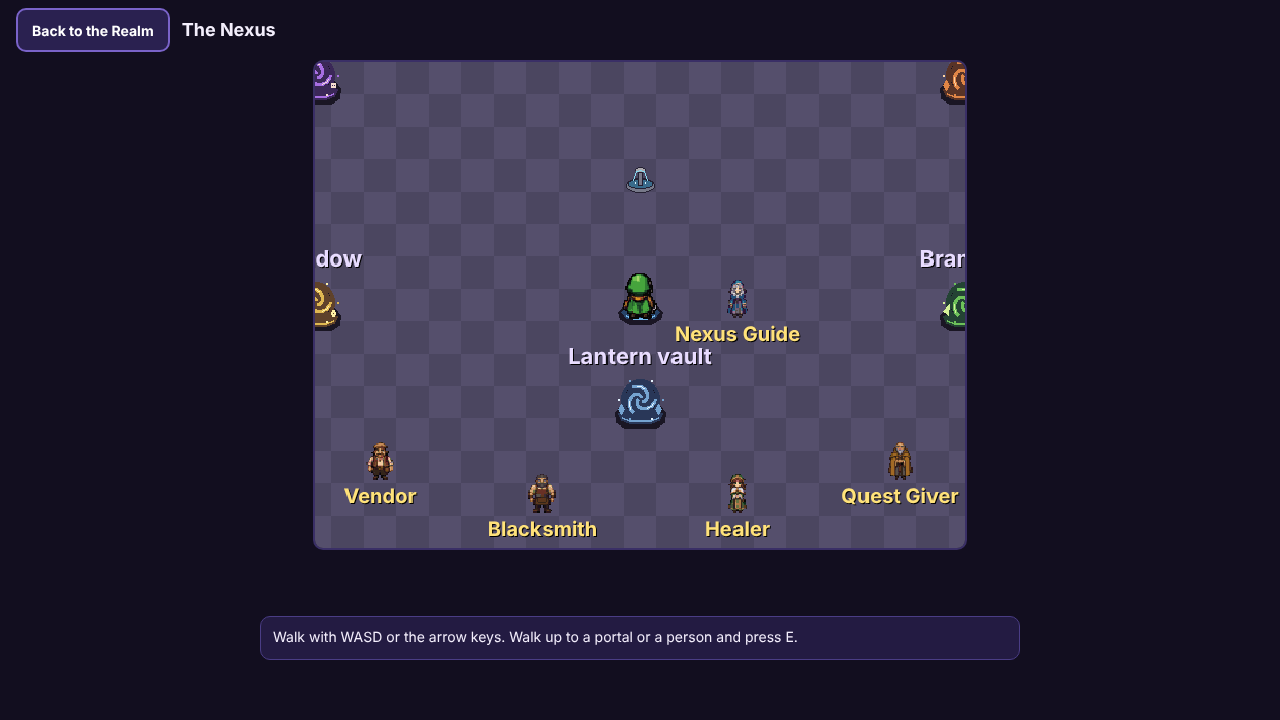 Back to the Realm
The Nexus
dow
Bran
Nexus Guide
Lantern vault
Vendor
Quest Giver
Blacksmith
Healer
Walk with WASD or the arrow keys. Walk up to a portal or a person and press E.